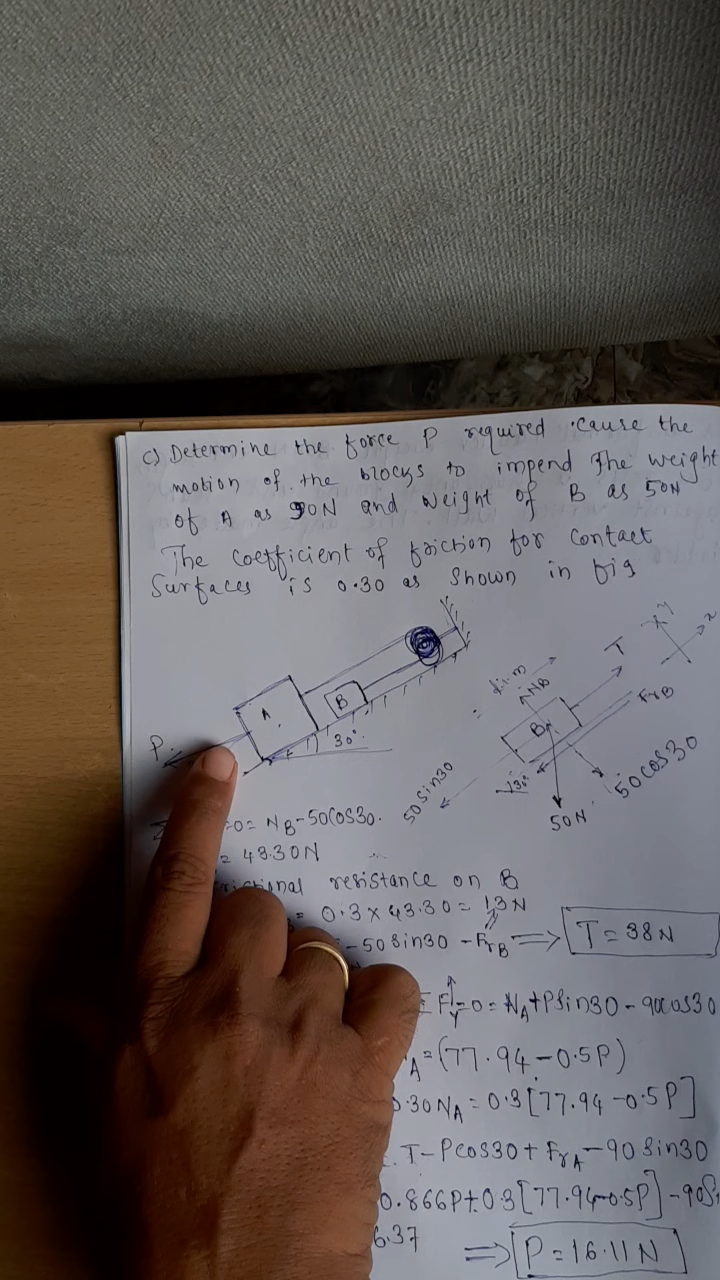 c) Determine the force P required cause the
motion of the blocks to impend The weight
of A as 90N and weight of B as 50N
The coefficient of friction for contact
Surfaces is 0.30 as Shown in fig
A
B
P
30°
T
y
x
NB
FrB
B
30°
50 sin30
50cos30
50N
=0= NB-50cos30.
= 43.30N
frictional resistance on B
= 0.3×43.30=13N
-50sin30 -FrB ⇒ T=38N
Fy=0=NA+Psin30-90cos30
A=(77.94-0.5P)
0.30NA=0.3[77.94-0.5P]
T-Pcos30+FrA-90sin30
0.866P+0.3[77.94-0.5P]-90S
6.37
⇒ P=16.11N